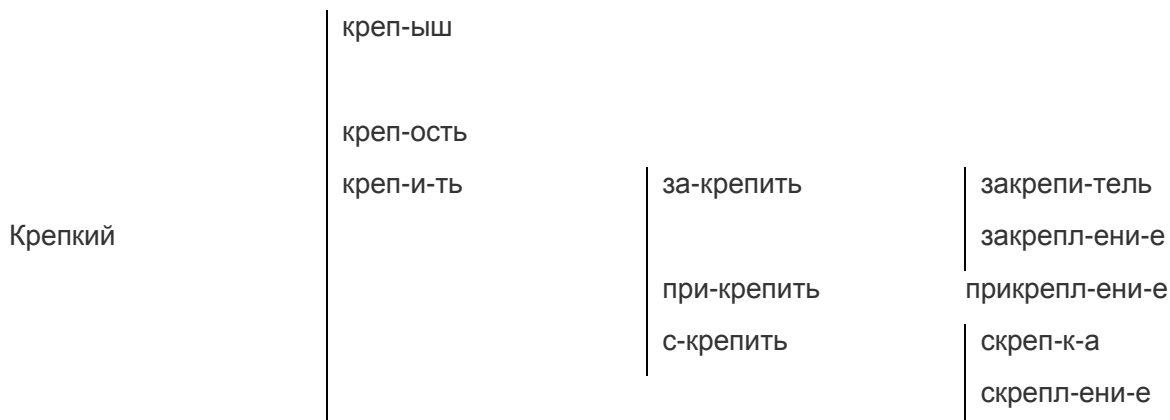 креп-ыш
креп-ость
креп-и-ть за-крепить закрепи-тель
Крепкий закрепл-ени-е
при-крепить прикрепл-ени-е
с-крепить скреп-к-а
скрепл-ени-е